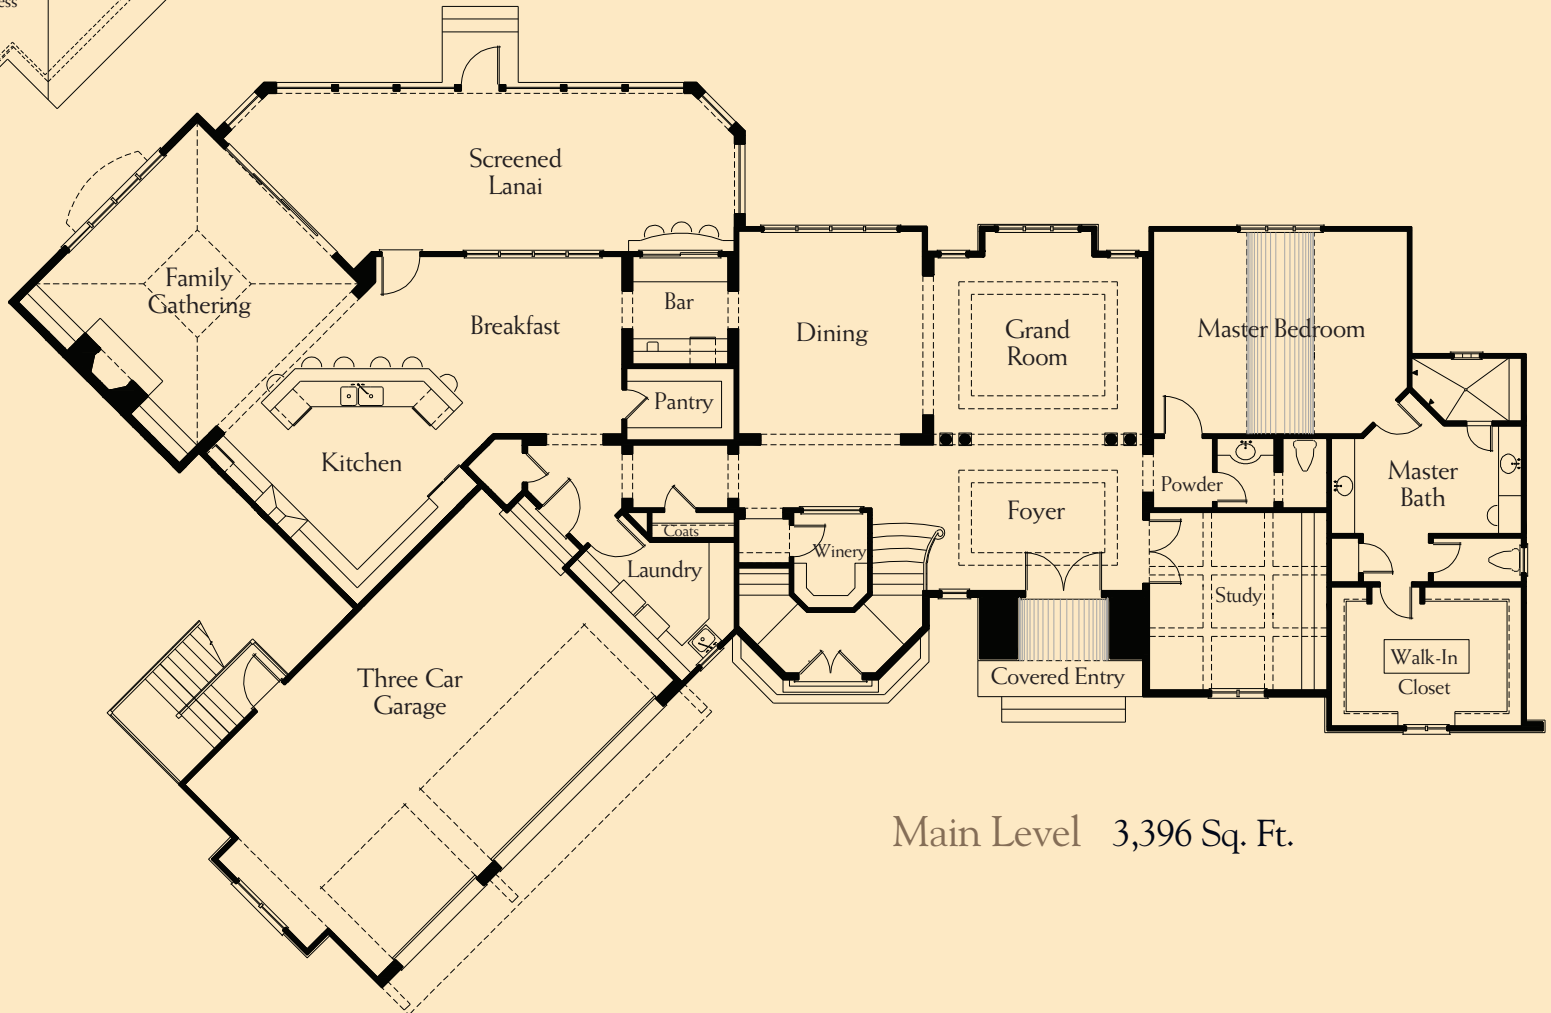 Screened
Lanai
Family
Gathering
Bar
Breakfast
Dining
Grand
Room
Master Bedroom
Pantry
Kitchen
Master
Bath
Powder
Foyer
Coats
Winery
Laundry
Study
Walk-In
Closet
Three Car
Garage
Covered Entry
Main Level 3,396 Sq. Ft.